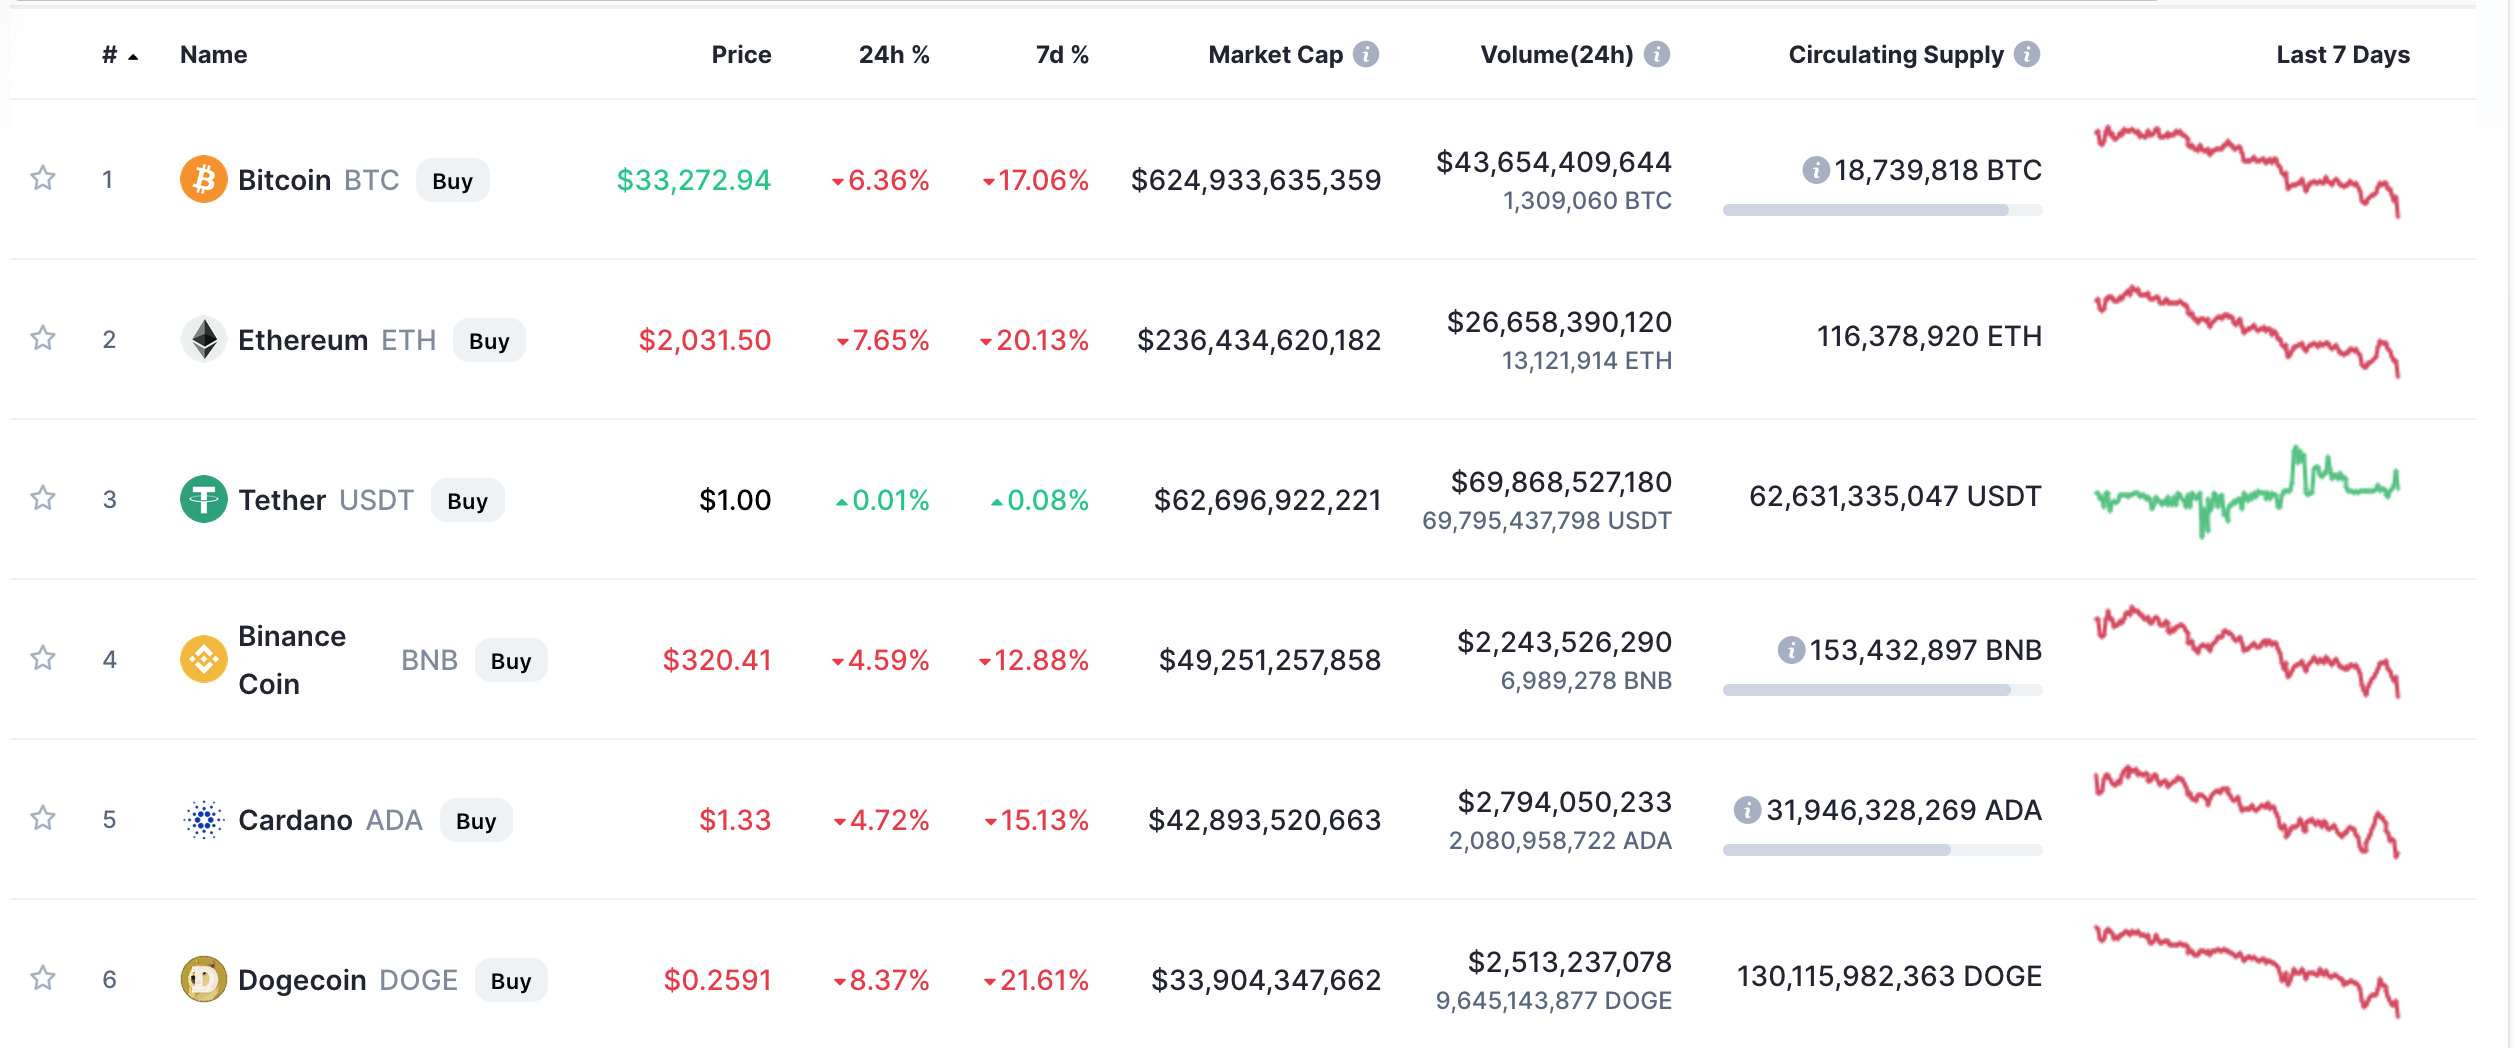 # Name Price 24h % 7d % Market Cap Volume(24h) Circulating Supply Last 7 Days
1 Bitcoin BTC Buy $33,272.94 6.36% 17.06% $624,933,635,359 $43,654,409,644 18,739,818 BTC
1,309,060 BTC
2 Ethereum ETH Buy $2,031.50 7.65% 20.13% $236,434,620,182 $26,658,390,120 116,378,920 ETH
13,121,914 ETH
3 Tether USDT Buy $1.00 0.01% 0.08% $62,696,922,221 $69,868,527,180 62,631,335,047 USDT
69,795,437,798 USDT
4 Binance Coin BNB Buy $320.41 4.59% 12.88% $49,251,257,858 $2,243,526,290 153,432,897 BNB
6,989,278 BNB
5 Cardano ADA Buy $1.33 4.72% 15.13% $42,893,520,663 $2,794,050,233 31,946,328,269 ADA
2,080,958,722 ADA
6 Dogecoin DOGE Buy $0.2591 8.37% 21.61% $33,904,347,662 $2,513,237,078 130,115,982,363 DOGE
9,645,143,877 DOGE